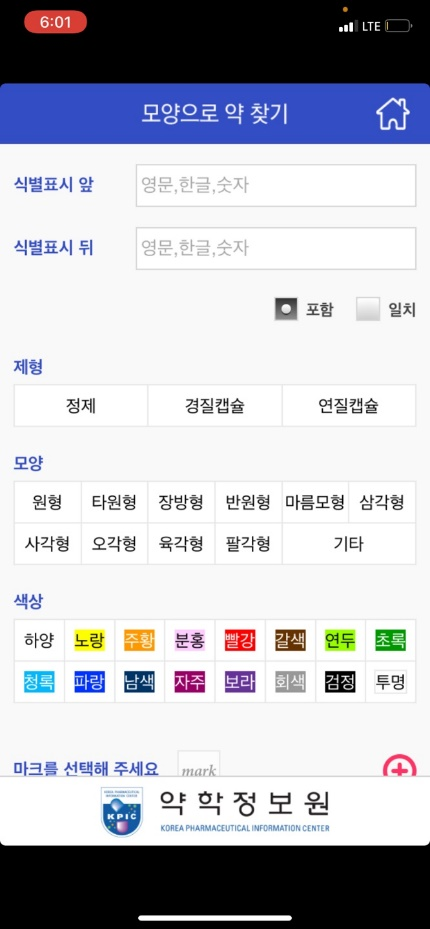 6:01
LTE
모양으로 약 찾기
식별표시 앞 영문,한글,숫자
식별표시 뒤 영문,한글,숫자
포함 일치
제형
정제 경질캡슐 연질캡슐
모양
원형 타원형 장방형 반원형 마름모형 삼각형
사각형 오각형 육각형 팔각형 기타
색상
하양 노랑 주황 분홍 빨강 갈색 연두 초록
청록 파랑 남색 자주 보라 회색 검정 투명
마크를 선택해 주세요 mark
KPIC
약학정보원
KOREA PHARMACEUTICAL INFORMATION CENTER